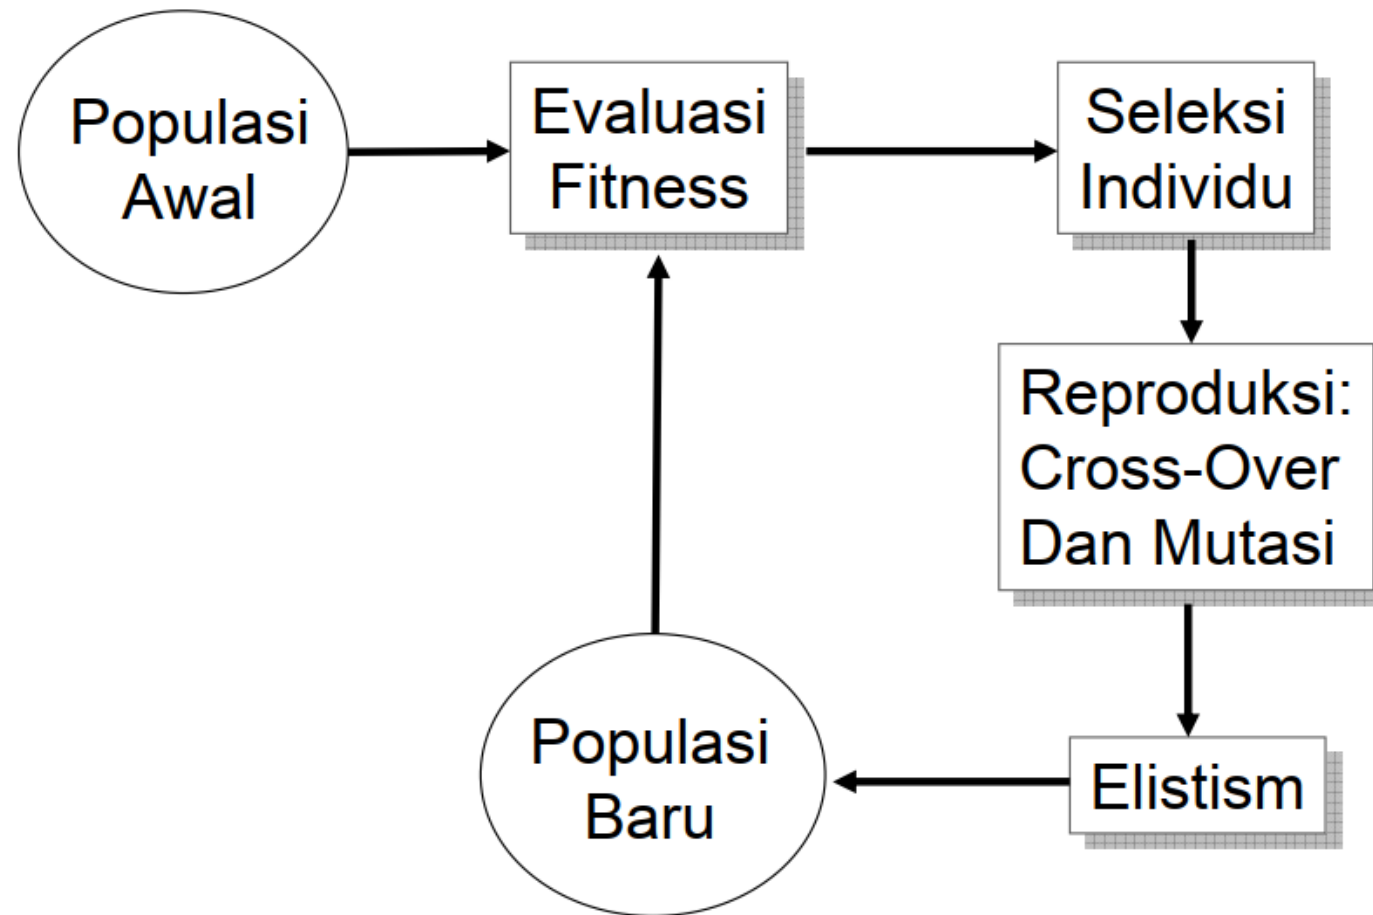 Populasi
Awal
Evaluasi
Fitness
Seleksi
Individu
Reproduksi:
Cross-Over
Dan Mutasi
Elistism
Populasi
Baru